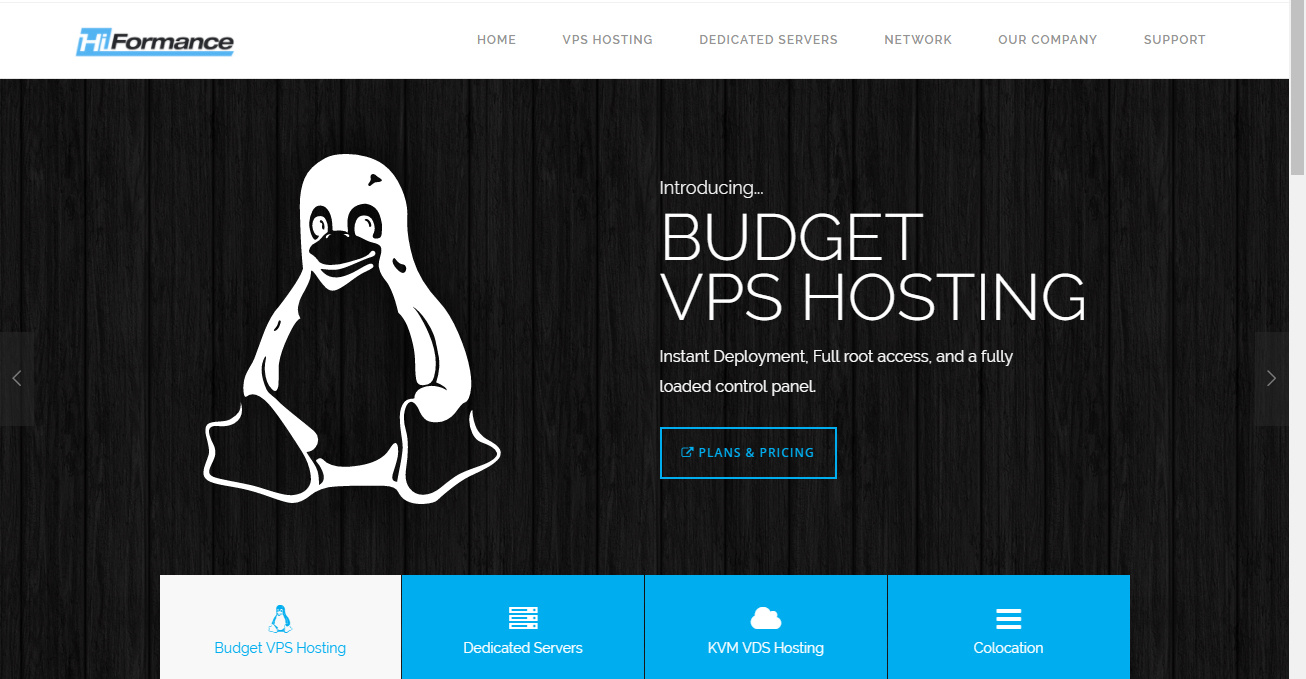 HiFormance
HOME VPS HOSTING DEDICATED SERVERS NETWORK OUR COMPANY SUPPORT
Introducing...
BUDGET
VPS HOSTING
Instant Deployment, Full root access, and a fully
loaded control panel.
PLANS & PRICING
Budget VPS Hosting
Dedicated Servers
KVM VDS Hosting
Colocation